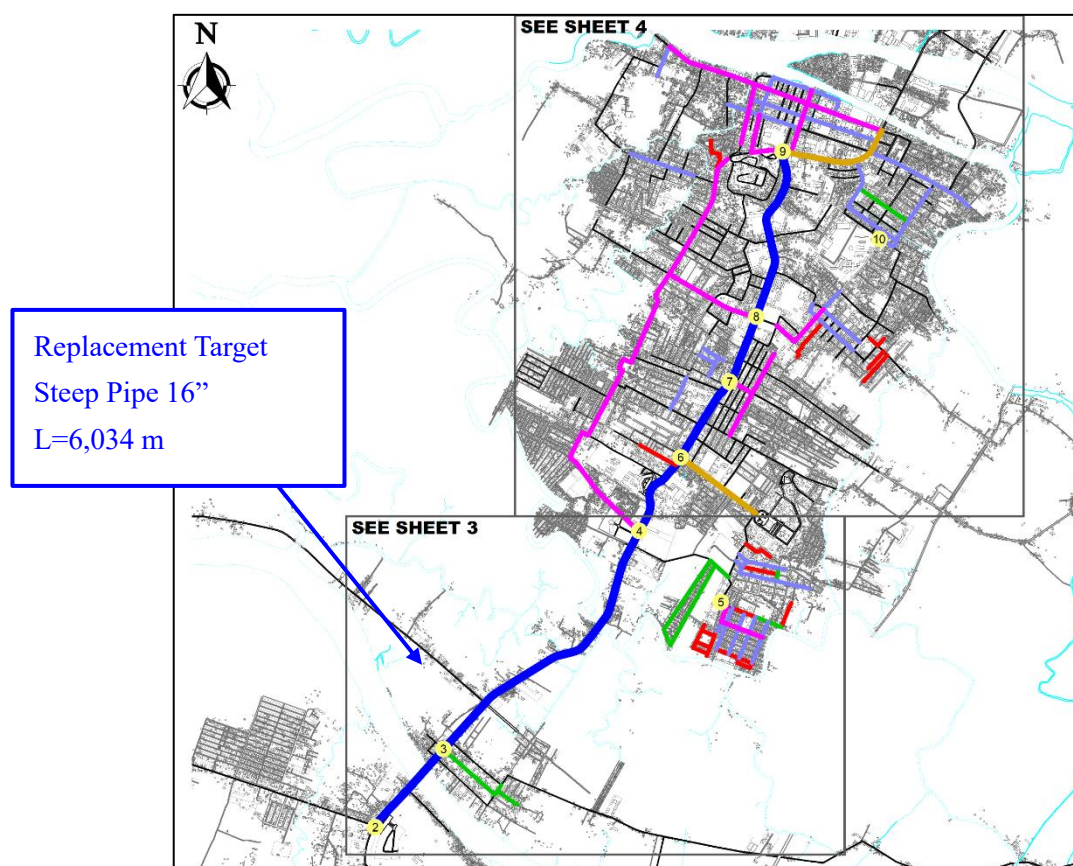 SEE SHEET 4
N
9
10
Replacement Target
Steep Pipe 16”
L=6,034 m
8
7
6
SEE SHEET 3
4
5
3
2